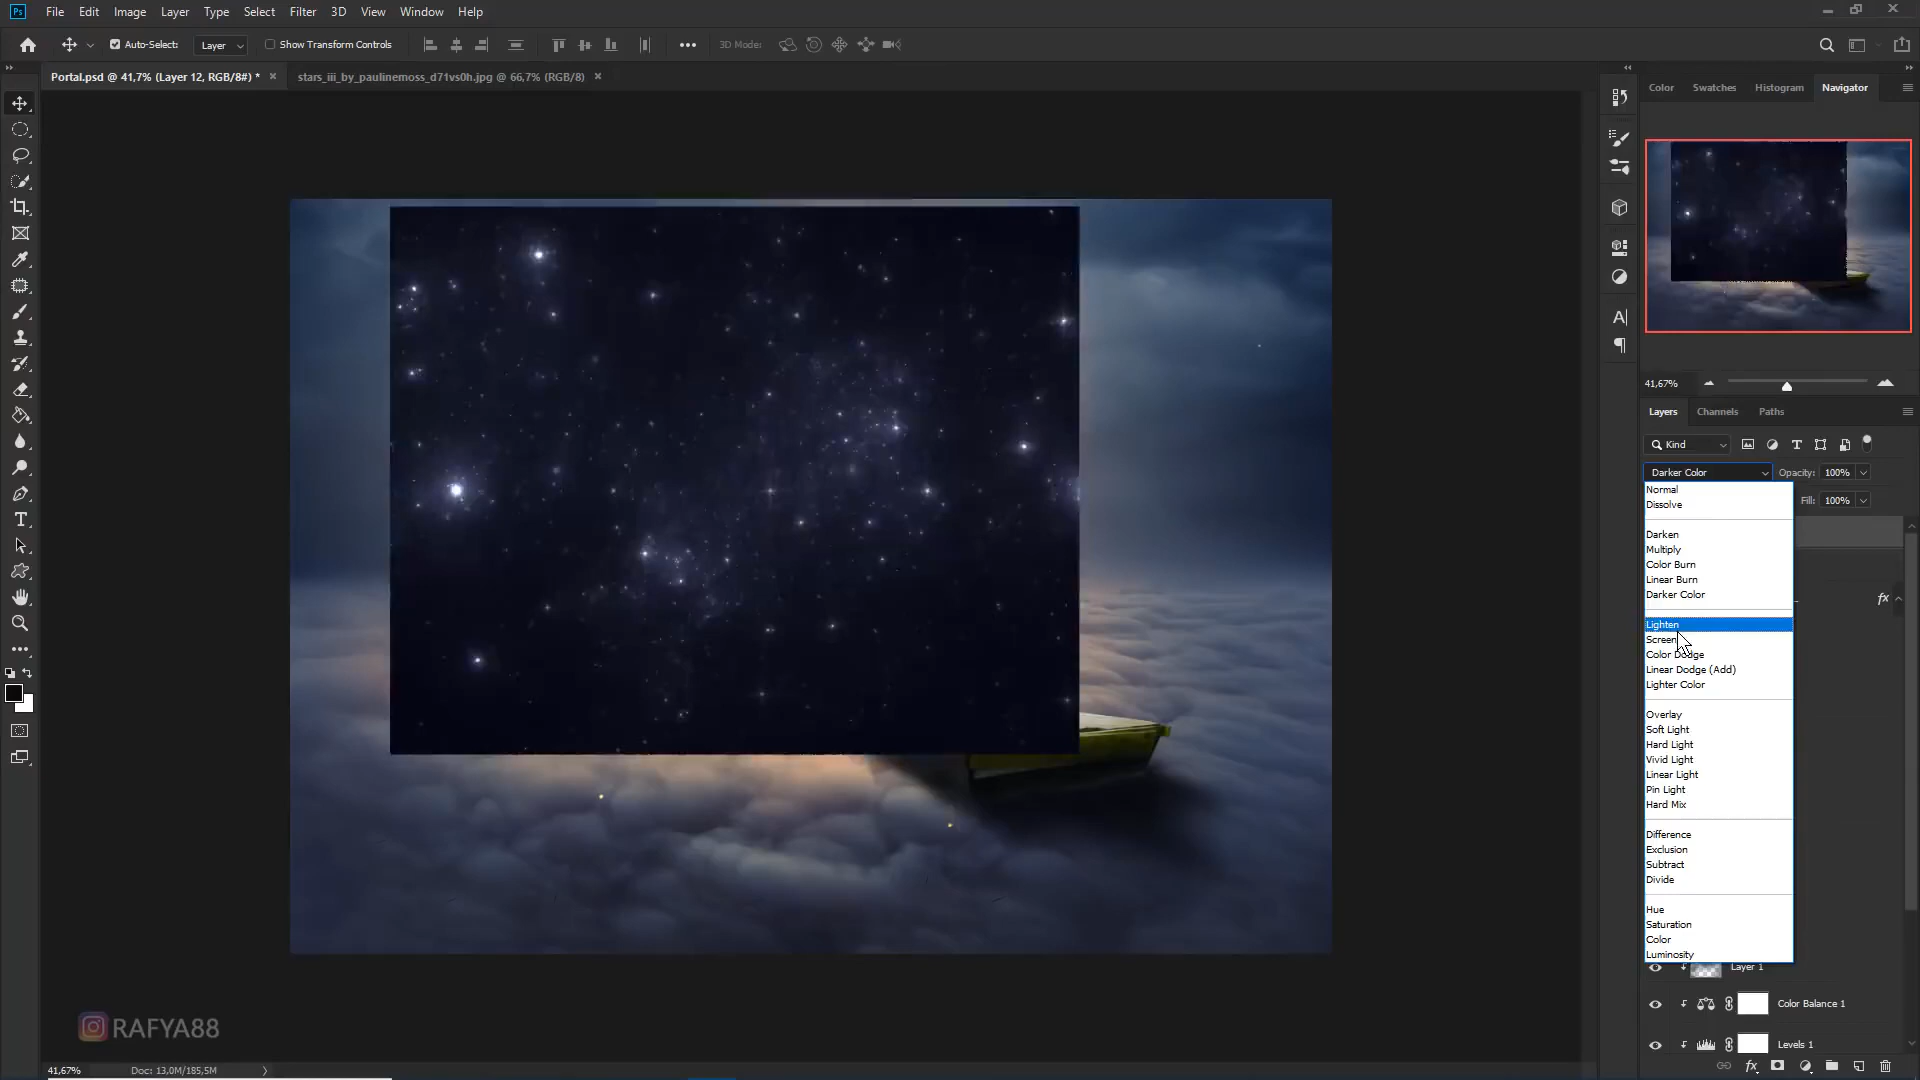 Ps File Edit Image Layer Type Select Filter 3D View Window Help
Auto-Select: Layer Show Transform Controls ••• 3D Mode:
Portal.psd @ 41,7% (Layer 12, RGB/8#) * × stars_iii_by_paulinemoss_d71vs0h.jpg @ 66,7% (RGB/8) ×
Color Swatches Histogram Navigator
41,67%
Layers Channels Paths
Kind
Darker Color Opacity: 100%
Fill: 100%
Normal
Dissolve
Darken
Multiply
Color Burn
Linear Burn
Darker Color
fx
Lighten
Screen
Color Dodge
Linear Dodge (Add)
Lighter Color
Overlay
Soft Light
Hard Light
Vivid Light
Linear Light
Pin Light
Hard Mix
Difference
Exclusion
Subtract
Divide
Hue
Saturation
Color
Luminosity
Layer 1
Color Balance 1
Levels 1
fx
RAFYA88
41,67% Doc: 13,0M/185,5M